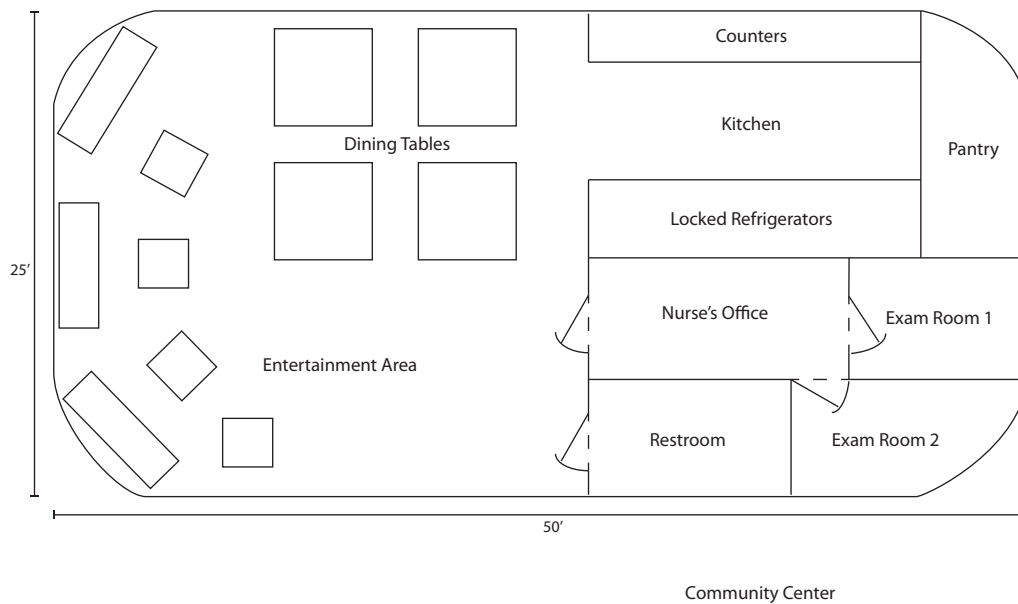 Counters
Kitchen
Dining Tables
Pantry
Locked Refrigerators
25’
Nurse’s Office
Exam Room 1
Entertainment Area
Restroom
Exam Room 2
50’
Community Center